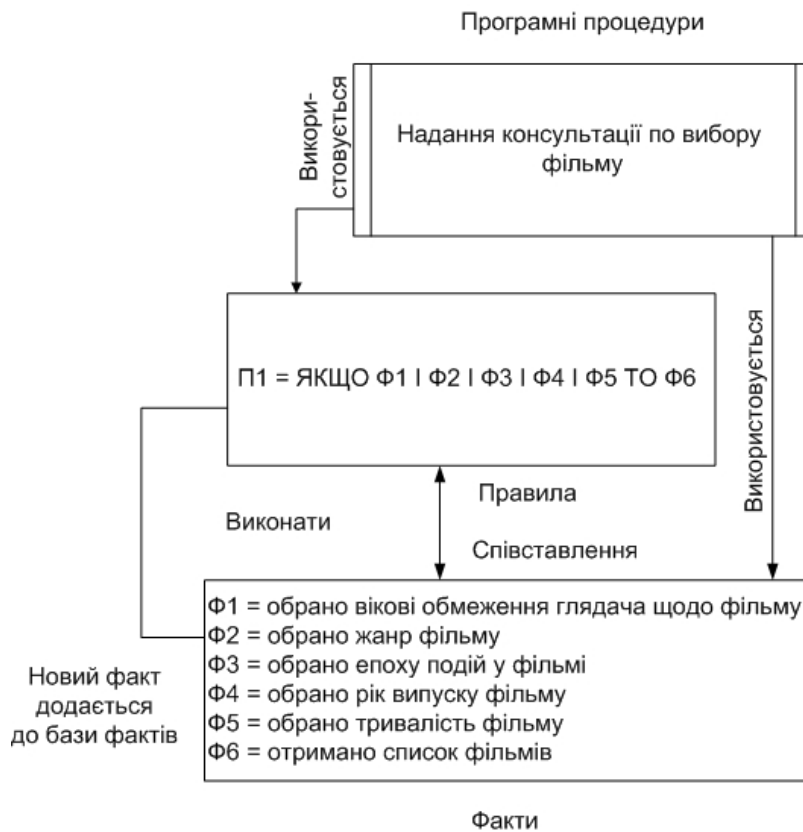 Програмні процедури
Викори-
стовується
Надання консультації по вибору
фільму
П1 = ЯКЩО Ф1 І Ф2 І Ф3 І Ф4 І Ф5 ТО Ф6
Використовується
Правила
Виконати
Співставлення
Ф1 = обрано вікові обмеження глядача щодо фільму
Ф2 = обрано жанр фільму
Ф3 = обрано епоху подій у фільмі
Ф4 = обрано рік випуску фільму
Ф5 = обрано тривалість фільму
Ф6 = отримано список фільмів
Новий факт
додається
до бази фактів
Факти